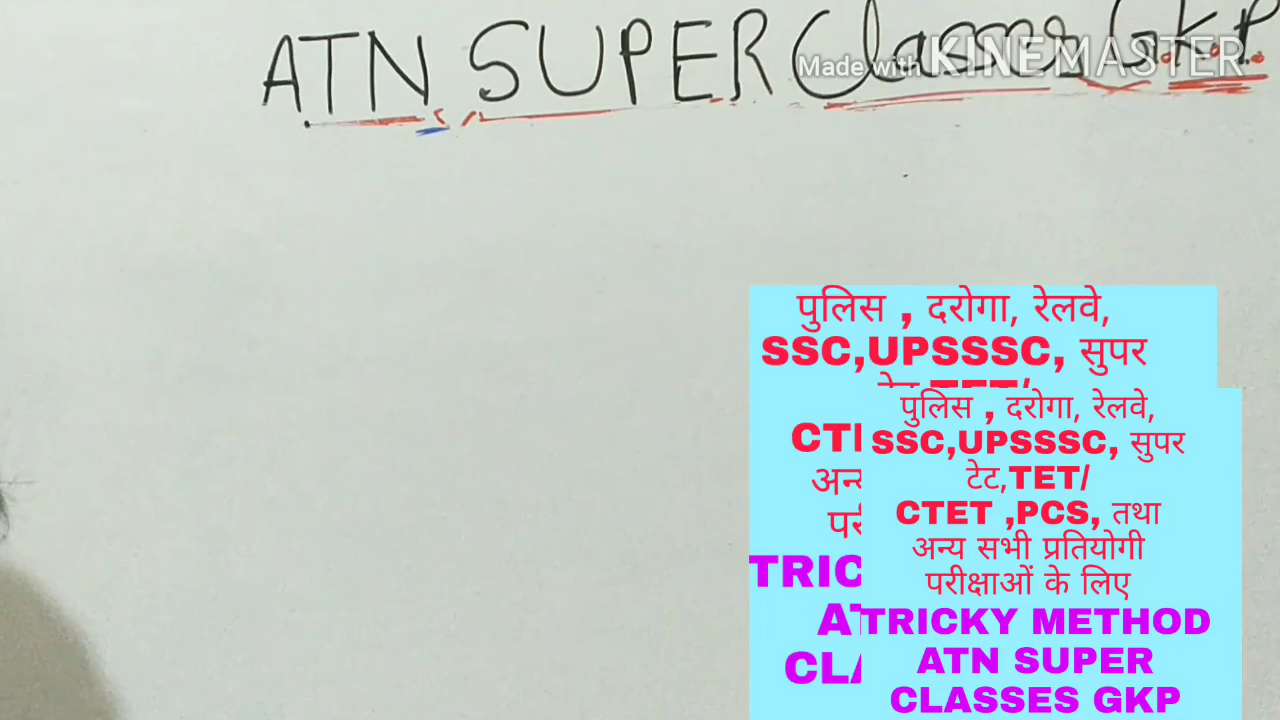 ATN SUPER Classes G.K.P.
Made with KINEMASTER
पुलिस , दरोगा, रेलवे,
SSC,UPSSSC, सुपर
पुलिस , दरोगा, रेलवे,
SSC,UPSSSC, सुपर
टेट,TET/
CTET ,PCS, तथा
अन्य सभी प्रतियोगी
परीक्षाओं के लिए
TRICKY METHOD
ATN SUPER
CLASSES GKP